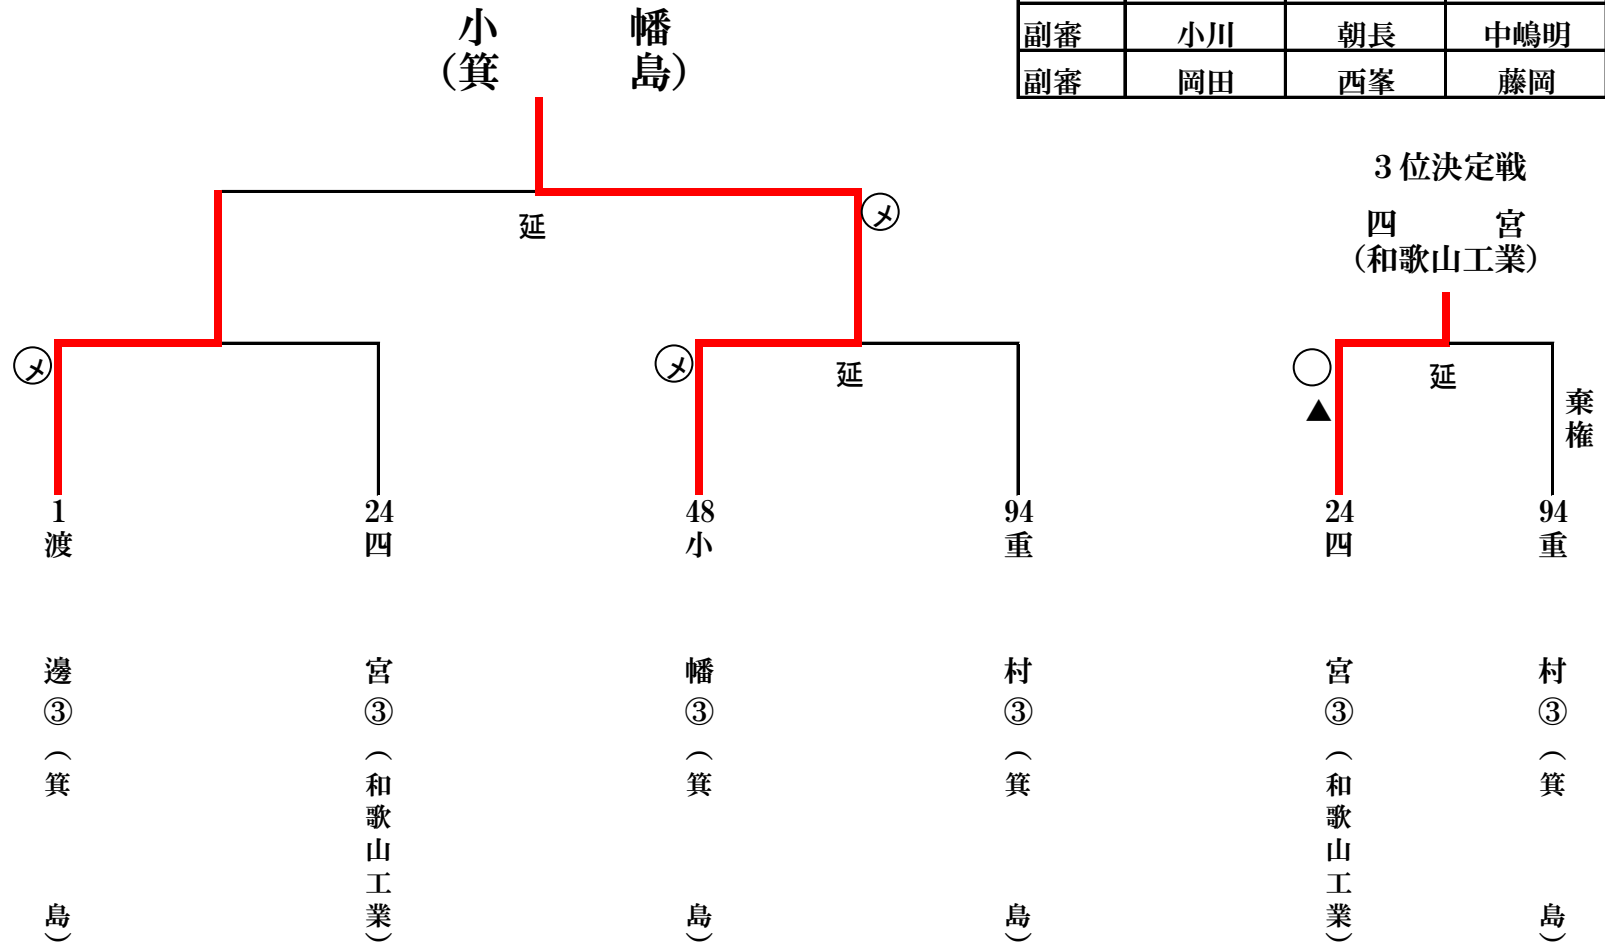 小幡
(箕島)
副審 小川 朝長 中嶋明
副審 岡田 西峯 藤岡
3位決定戦
四宮
(和歌山工業)
延
メ
メ
メ
延
延
▲
棄権
1
渡邊③(箕島)
24
四宮③(和歌山工業)
48
小幡③(箕島)
94
重村③(箕島)
24
四宮③(和歌山工業)
94
重村③(箕島)